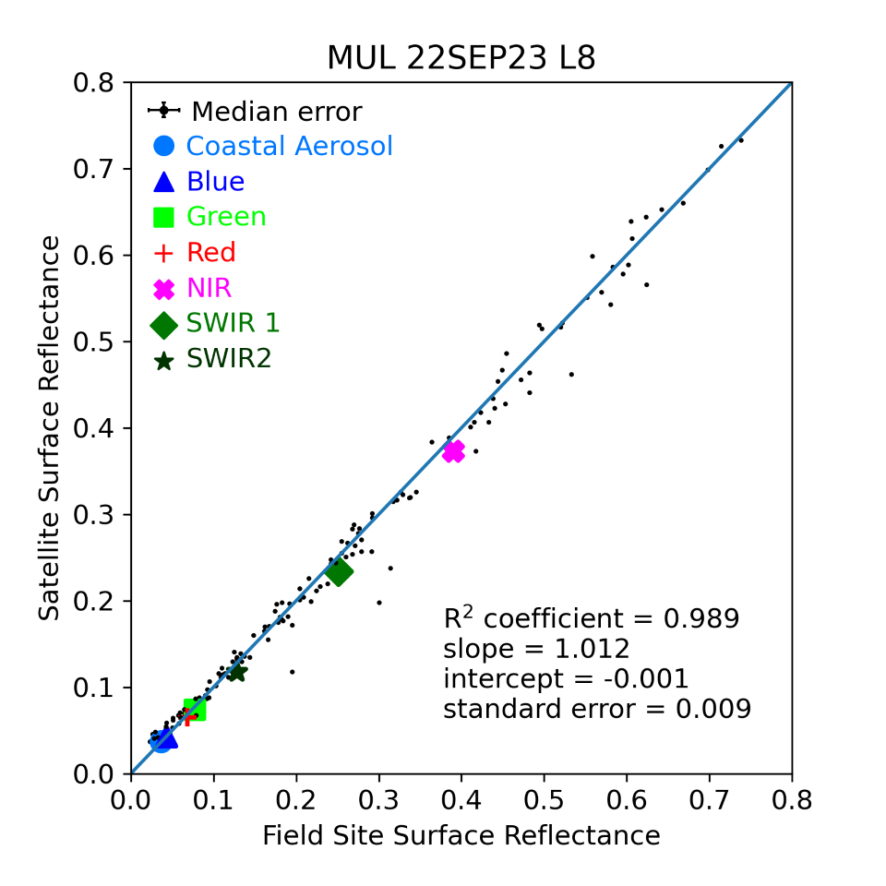 MUL 22SEP23 L8
Median error
Coastal Aerosol
Blue
Green
Red
NIR
SWIR 1
SWIR2
R² coefficient = 0.989
slope = 1.012
intercept = -0.001
standard error = 0.009
Satellite Surface Reflectance
0.8
0.7
0.6
0.5
0.4
0.3
0.2
0.1
0.0
0.0 0.1 0.2 0.3 0.4 0.5 0.6 0.7 0.8
Field Site Surface Reflectance